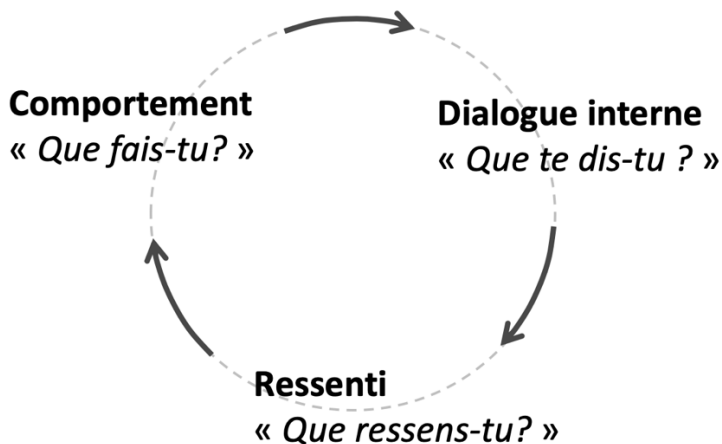 Comportement
« Que fais-tu? »
Dialogue interne
« Que te dis-tu ? »
Ressenti
« Que ressens-tu? »